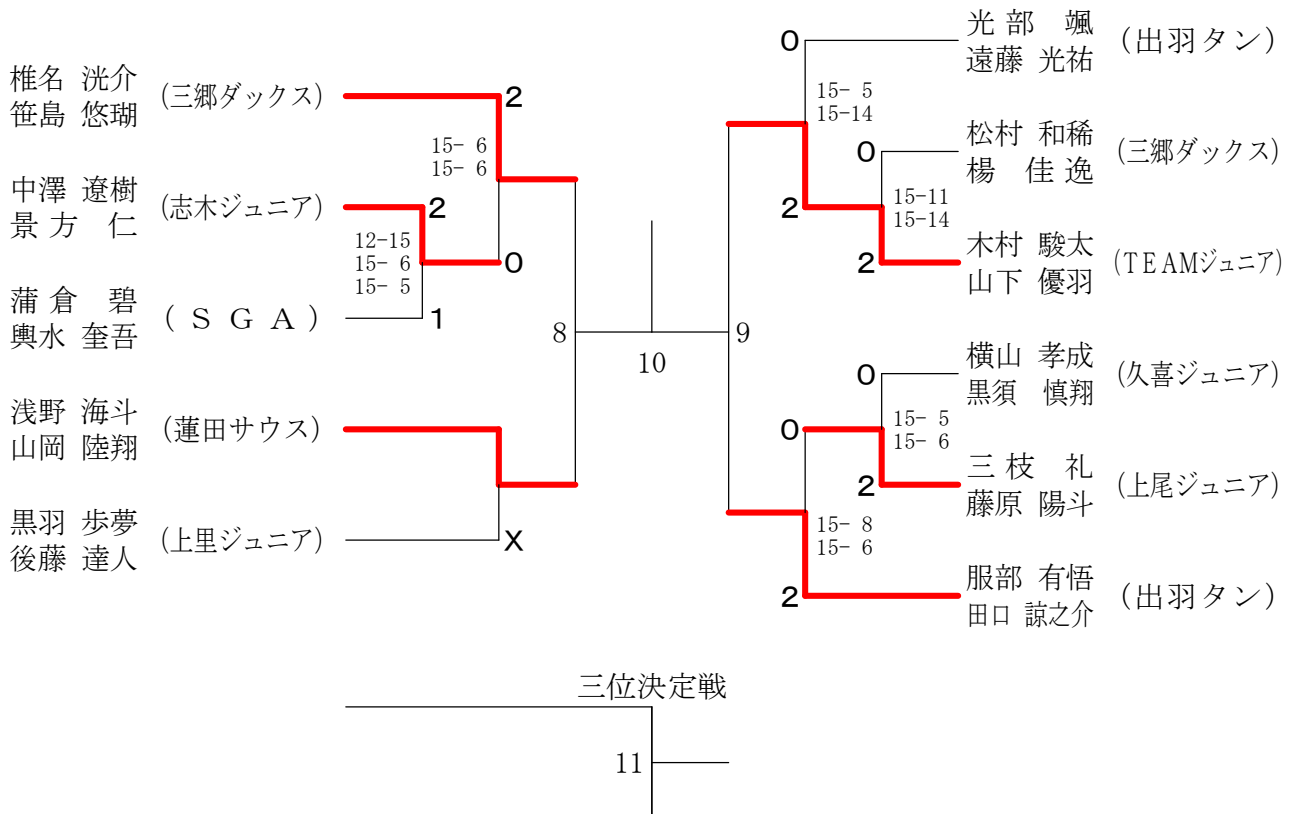 椎名 洸介
笹島 悠瑚
(三郷ダックス)
2
15- 6
15- 6
中澤 遼樹
景方 仁
(志木ジュニア)
2
12-15
15- 6
15- 5
0
蒲倉 碧
輿水 奎吾
(SGA)
1
浅野 海斗
山岡 陸翔
(蓮田サウス)
黒羽 歩夢
後藤 達人
(上里ジュニア)
X
8
10
9
0
光部 颯
遠藤 光祐
(出羽タン)
15- 5
15-14
0
松村 和稀
楊 佳逸
(三郷ダックス)
2
15-11
15-14
2
木村 駿太
山下 優羽
(TEAMジュニア)
0
横山 孝成
黒須 慎翔
(久喜ジュニア)
0
15- 5
15- 6
2
三枝 礼
藤原 陽斗
(上尾ジュニア)
15- 8
15- 6
2
服部 有悟
田口 諒之介
(出羽タン)
三位決定戦
11